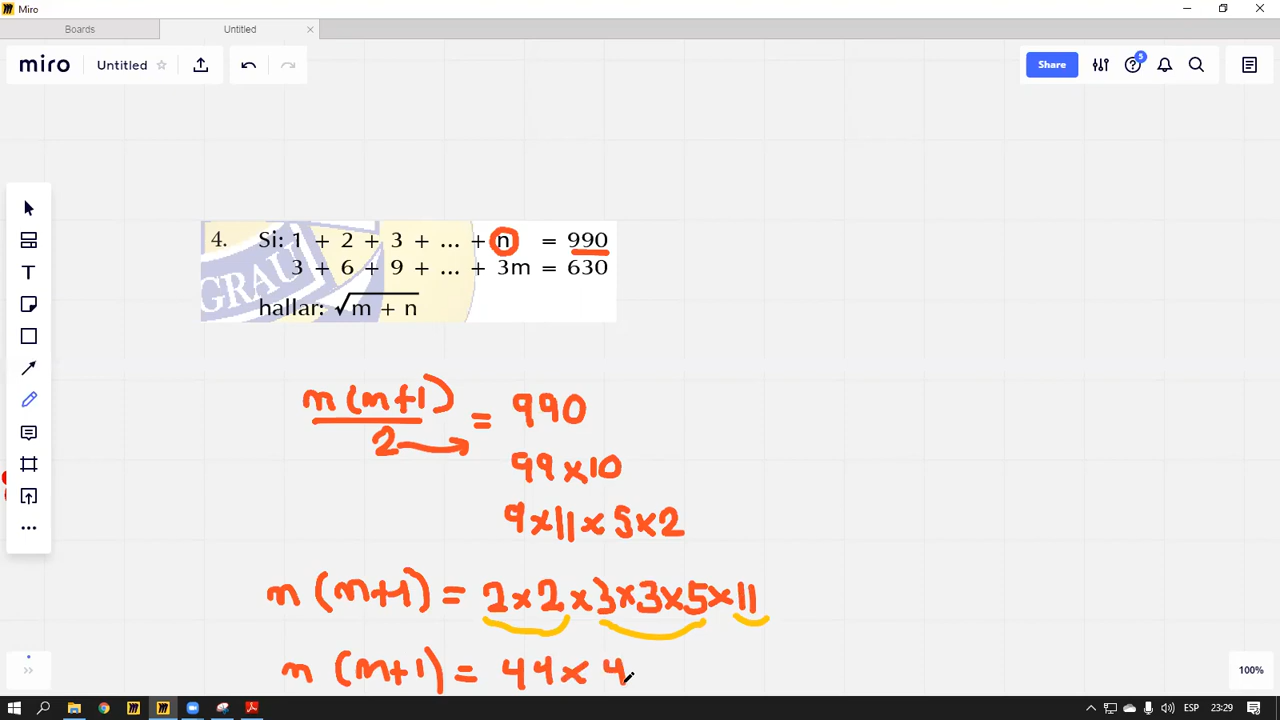 Miro
Boards
Untitled
miro
Untitled
Share
5
GRAU
4. Si: 1 + 2 + 3 + ... + n = 990
3 + 6 + 9 + ... + 3m = 630
hallar: √m + n
n(n+1) = 990
2
99×10
9×11×5×2
n(n+1) = 2×2×3×3×5×11
n(n+1) = 44×4
100%
ESP
23:29